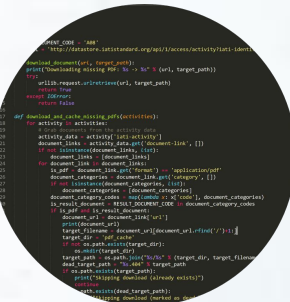 DOCUMENT_CODE = 'A08'
= 'http://datastore.iatistandard.org/api/1/access/activity?iati-identi
download_document(uri, target_path):
print("Downloading missing PDF: %s -> %s" % (url, target_path))
try:
urllib.request.urlretrieve(url, target_path)
return True
except IOError:
return False
def download_and_cache_missing_pdfs(activities):
for activity in activities:
# Grab documents from the activity data
activity_data = activity['iati-activity']
document_links = activity_data.get('document-link', [])
if not isinstance(document_links, list):
document_links = [document_links]
for document_link in document_links:
is_pdf = document_link.get('format') == 'application/pdf'
document_categories = document_link.get('category', [])
if not isinstance(document_categories, list):
document_categories = [document_categories]
document_category_codes = map(lambda x: x['code'], document_categories)
is_result_document = RESULT_DOCUMENT_CODE in document_category_codes
if is_pdf and is_result_document:
document_url = document_link['url']
print(document_url)
target_filename = document_url[document_url.rfind('/')+1:]
target_dir = 'pdf_cache'
if not os.path.exists(target_dir):
os.mkdir(target_dir)
target_path = os.path.join("%s/%s" % (target_dir, target_filename
dead_target_path = "%s.404" % target_path
if os.path.exists(target_path):
print("Skipping download (already exists)")
continue
os.path.exists(dead_target_path):
"Skipping download (marked as dead